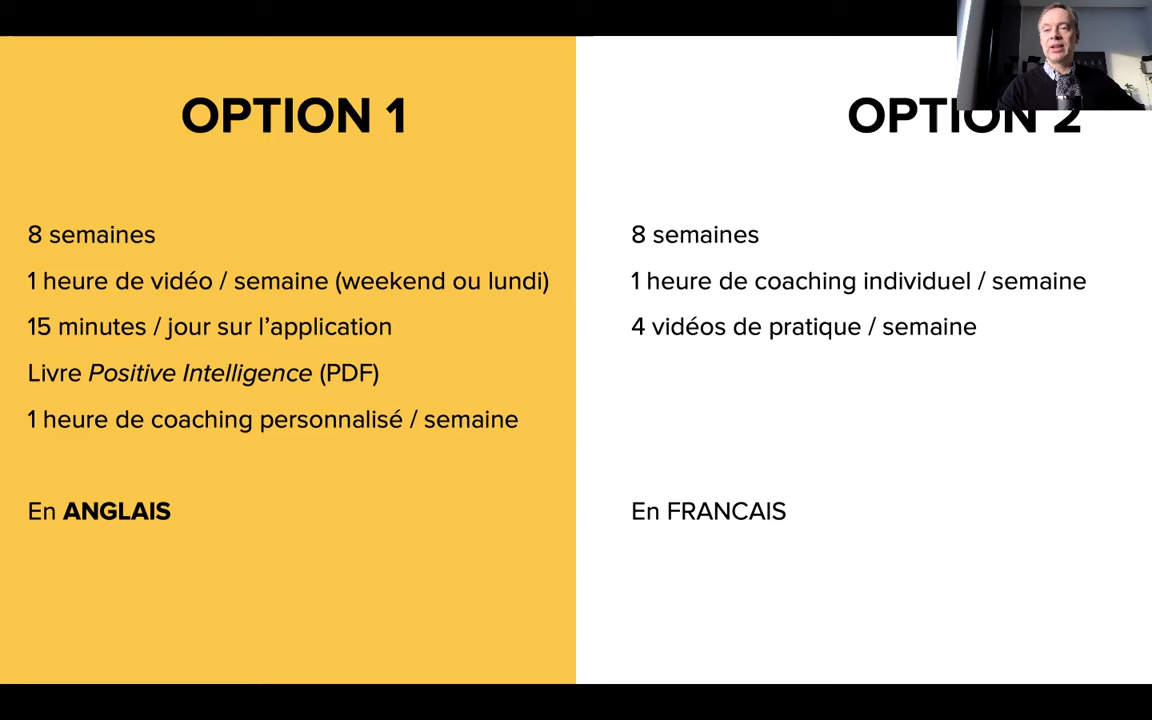 OPTION 1
8 semaines
1 heure de vidéo / semaine (weekend ou lundi)
15 minutes / jour sur l’application
Livre Positive Intelligence (PDF)
1 heure de coaching personnalisé / semaine
En ANGLAIS
OPTION 2
8 semaines
1 heure de coaching individuel / semaine
4 vidéos de pratique / semaine
En FRANCAIS